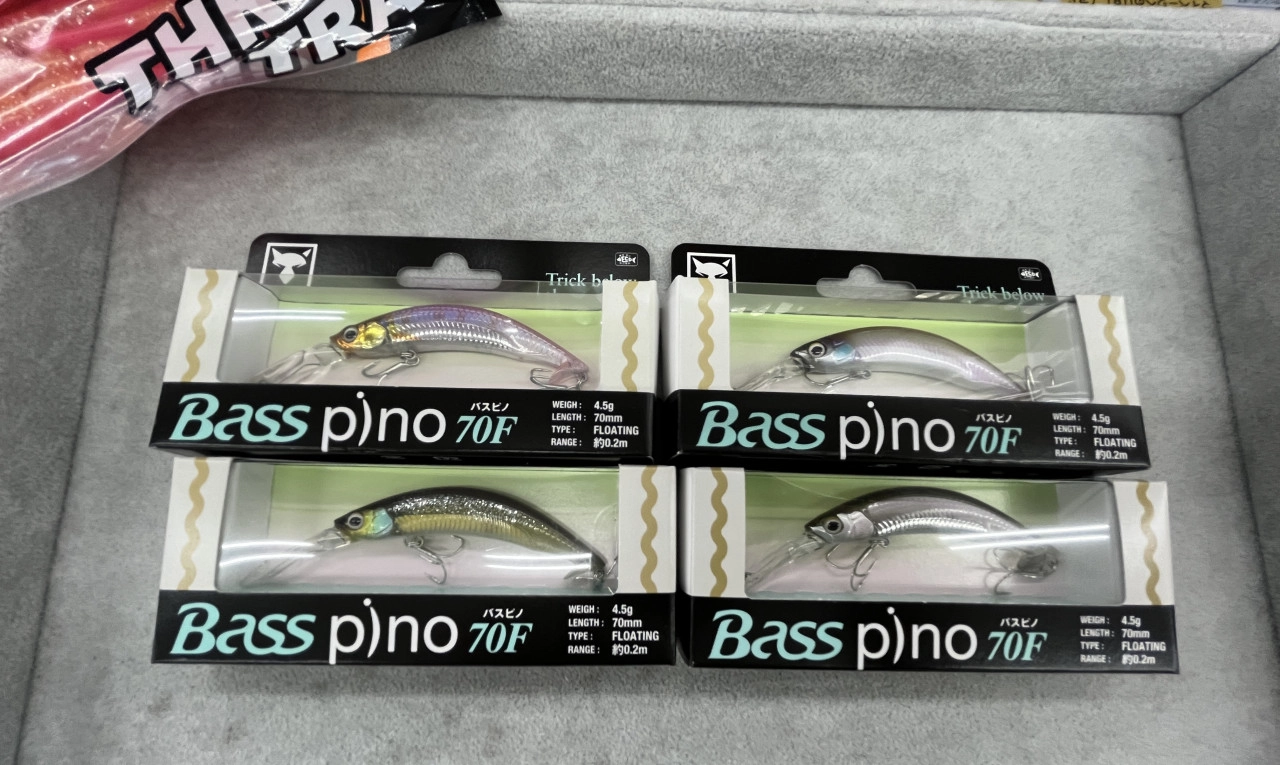 TRA
Trick below
Trick below
Bass pino 70F
バスピノ
WEIGH : 4.5g
LENGTH : 70mm
TYPE : FLOATING
RANGE : 約0.2m
Bass pino 70F
バスピノ
WEIGH : 4.5g
LENGTH : 70mm
TYPE : FLOATING
RANGE : 約0.2m
Bass pino 70F
バスピノ
WEIGH : 4.5g
LENGTH : 70mm
TYPE : FLOATING
RANGE : 約0.2m
Bass pino 70F
バスピノ
WEIGH : 4.5g
LENGTH : 70mm
TYPE : FLOATING
RANGE : 約0.2m